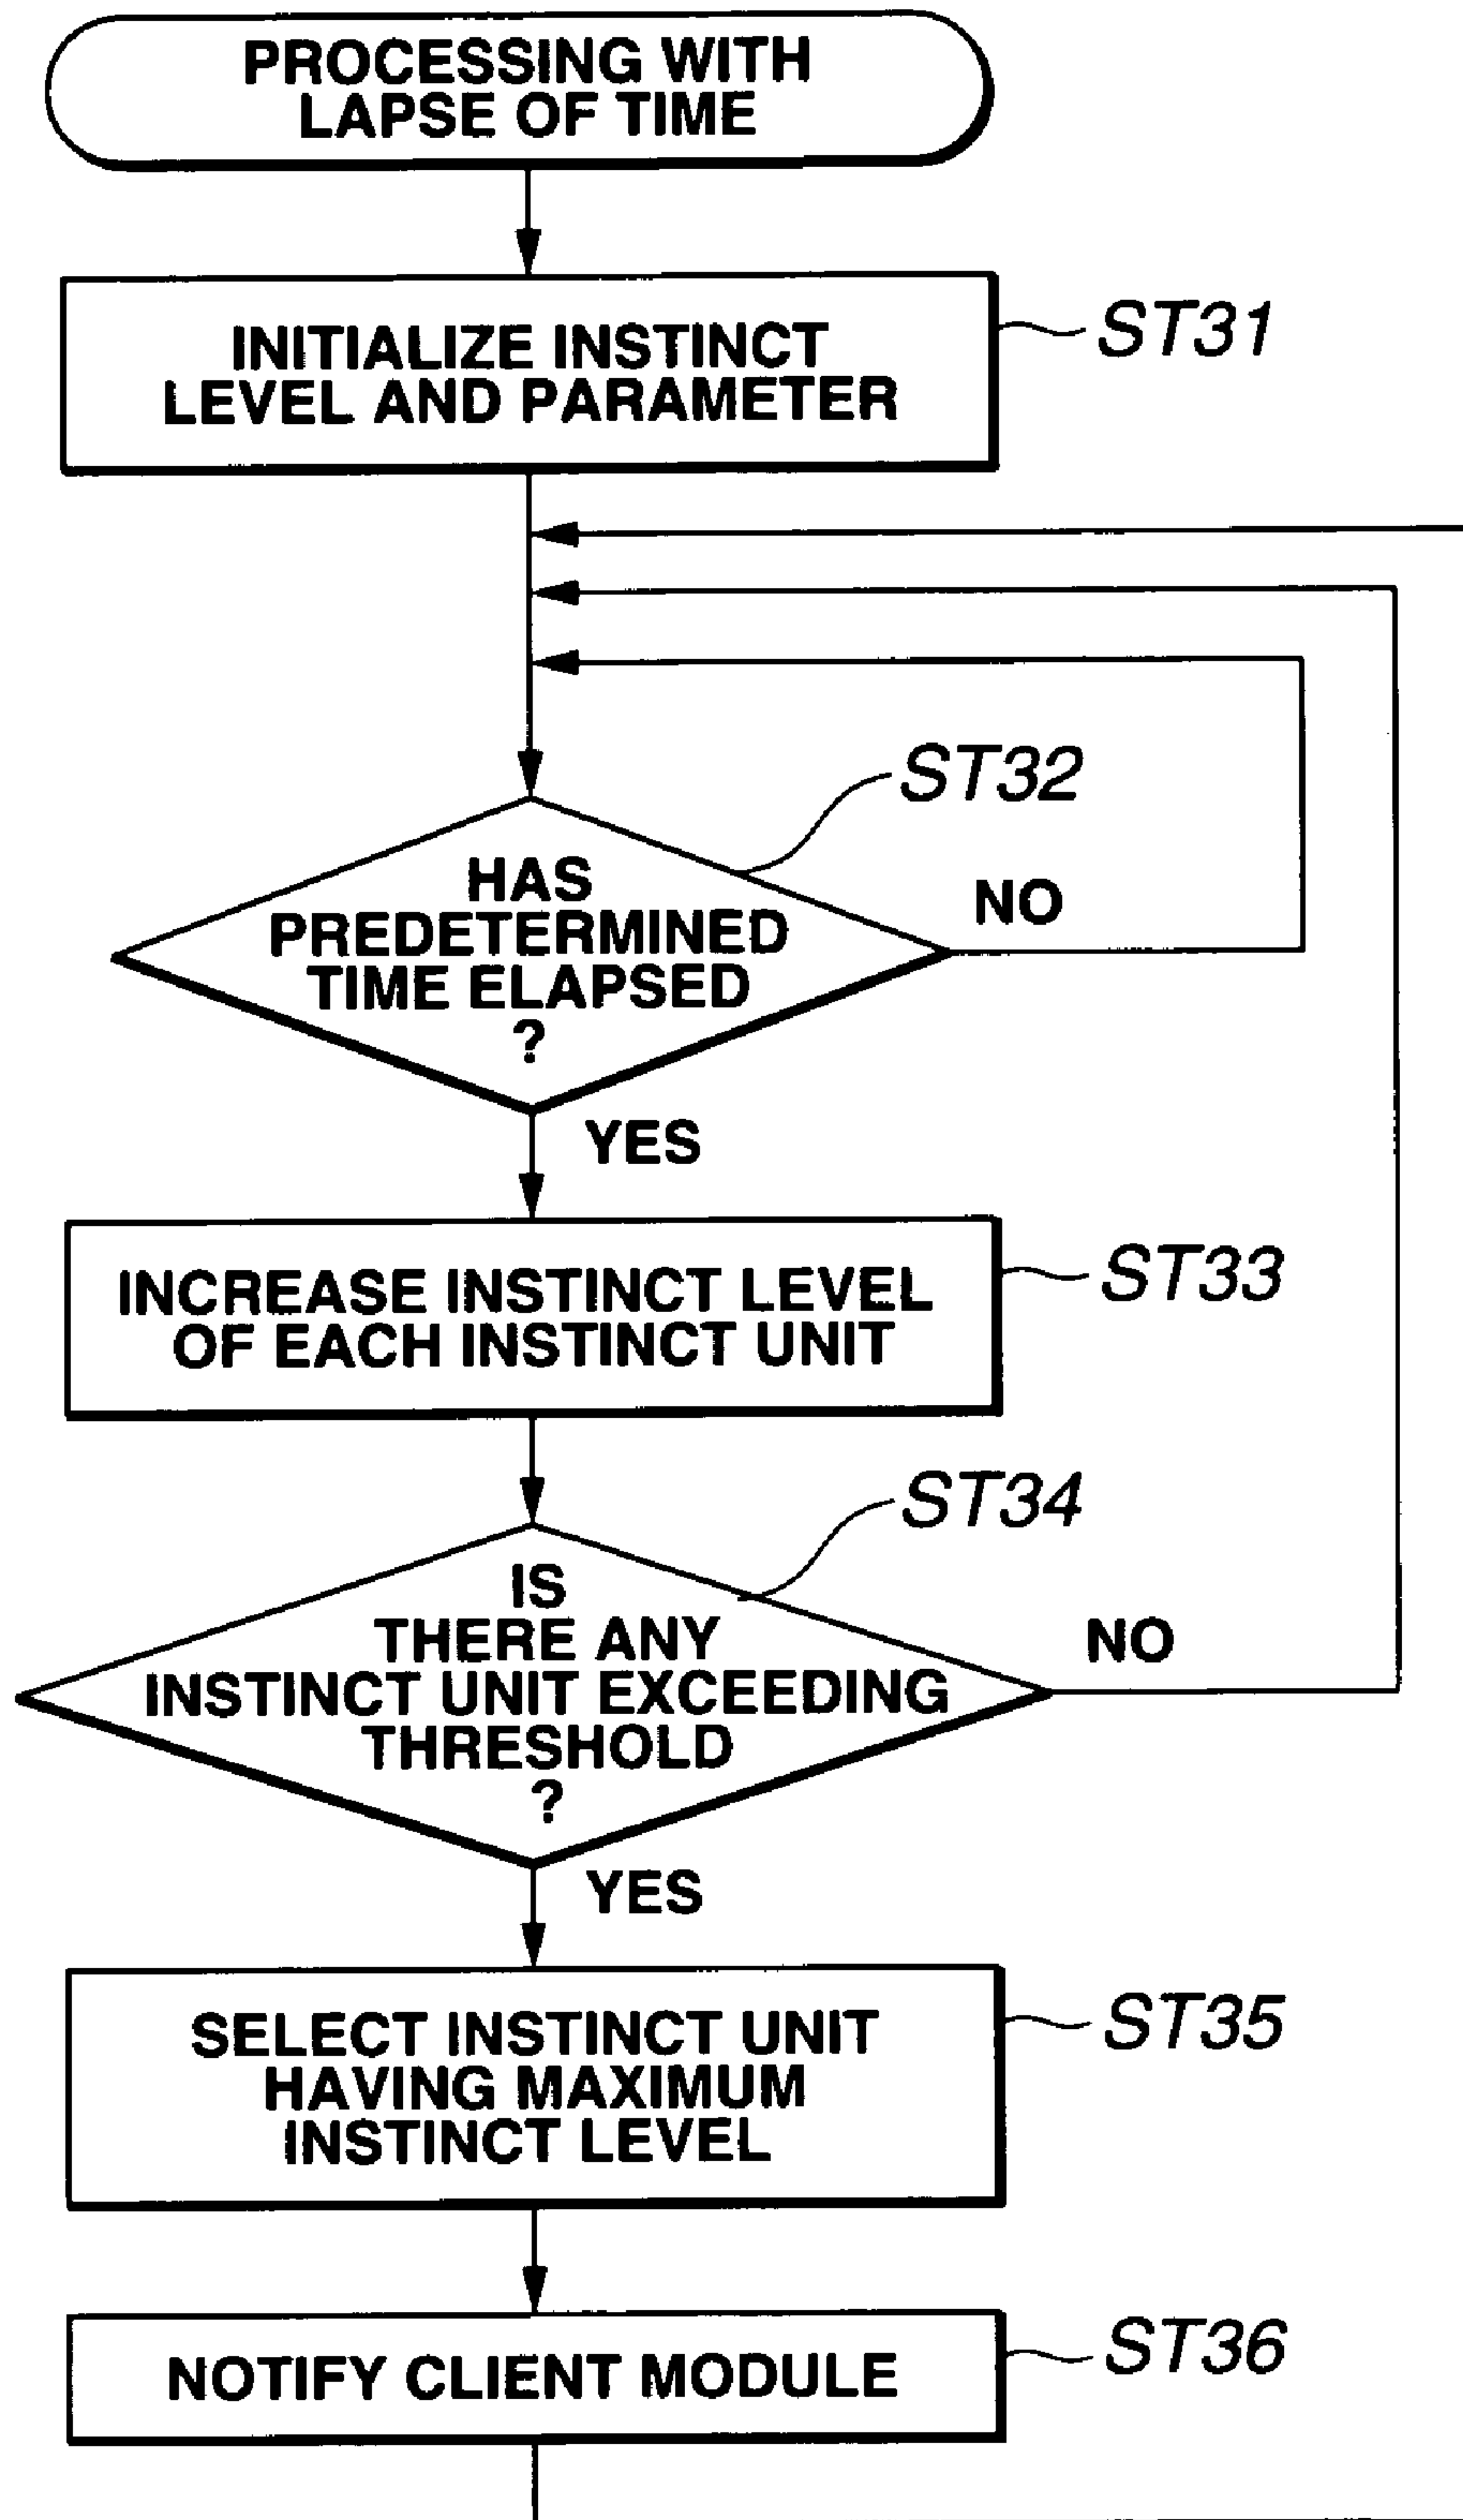 PROCESSING WITH
LAPSE OF TIME
INITIALIZE INSTINCT
LEVEL AND PARAMETER
ST31
ST32
HAS
PREDETERMINED
TIME ELAPSED
?
NO
YES
INCREASE INSTINCT LEVEL
OF EACH INSTINCT UNIT
ST33
ST34
IS
THERE ANY
INSTINCT UNIT EXCEEDING
THRESHOLD
?
NO
YES
SELECT INSTINCT UNIT
HAVING MAXIMUM
INSTINCT LEVEL
ST35
NOTIFY CLIENT MODULE
ST36